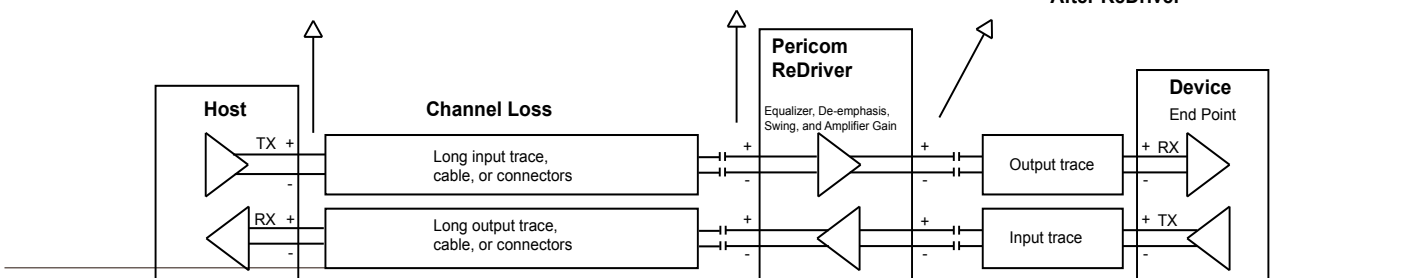 After ReDriver
Pericom
ReDriver
Device
Host
Channel Loss
Equalizer, De-emphasis,
Swing, and Amplifier Gain
End Point
TX +
-
Long input trace,
cable, or connectors
+
-
+
-
Output trace
+ RX
-
RX +
-
Long output trace,
cable, or connectors
+
-
+
-
Input trace
+ TX
-